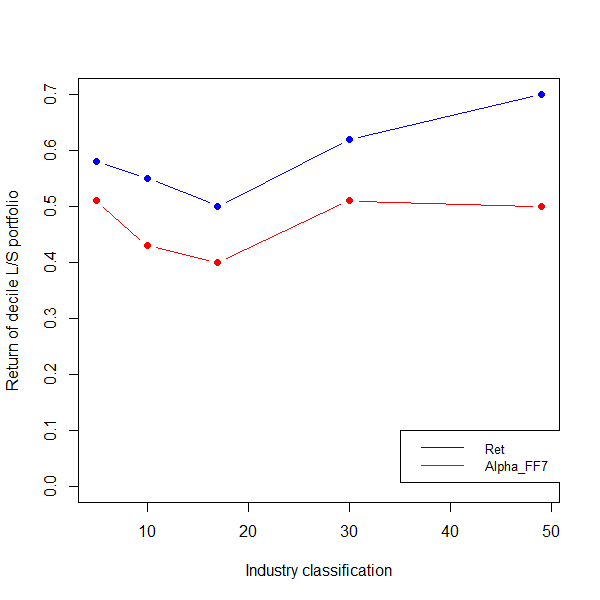 Return of decile L/S portfolio
0.7
0.6
0.5
0.4
0.3
0.2
0.1
0.0
Ret
Alpha_FF7
10 20 30 40 50
Industry classification